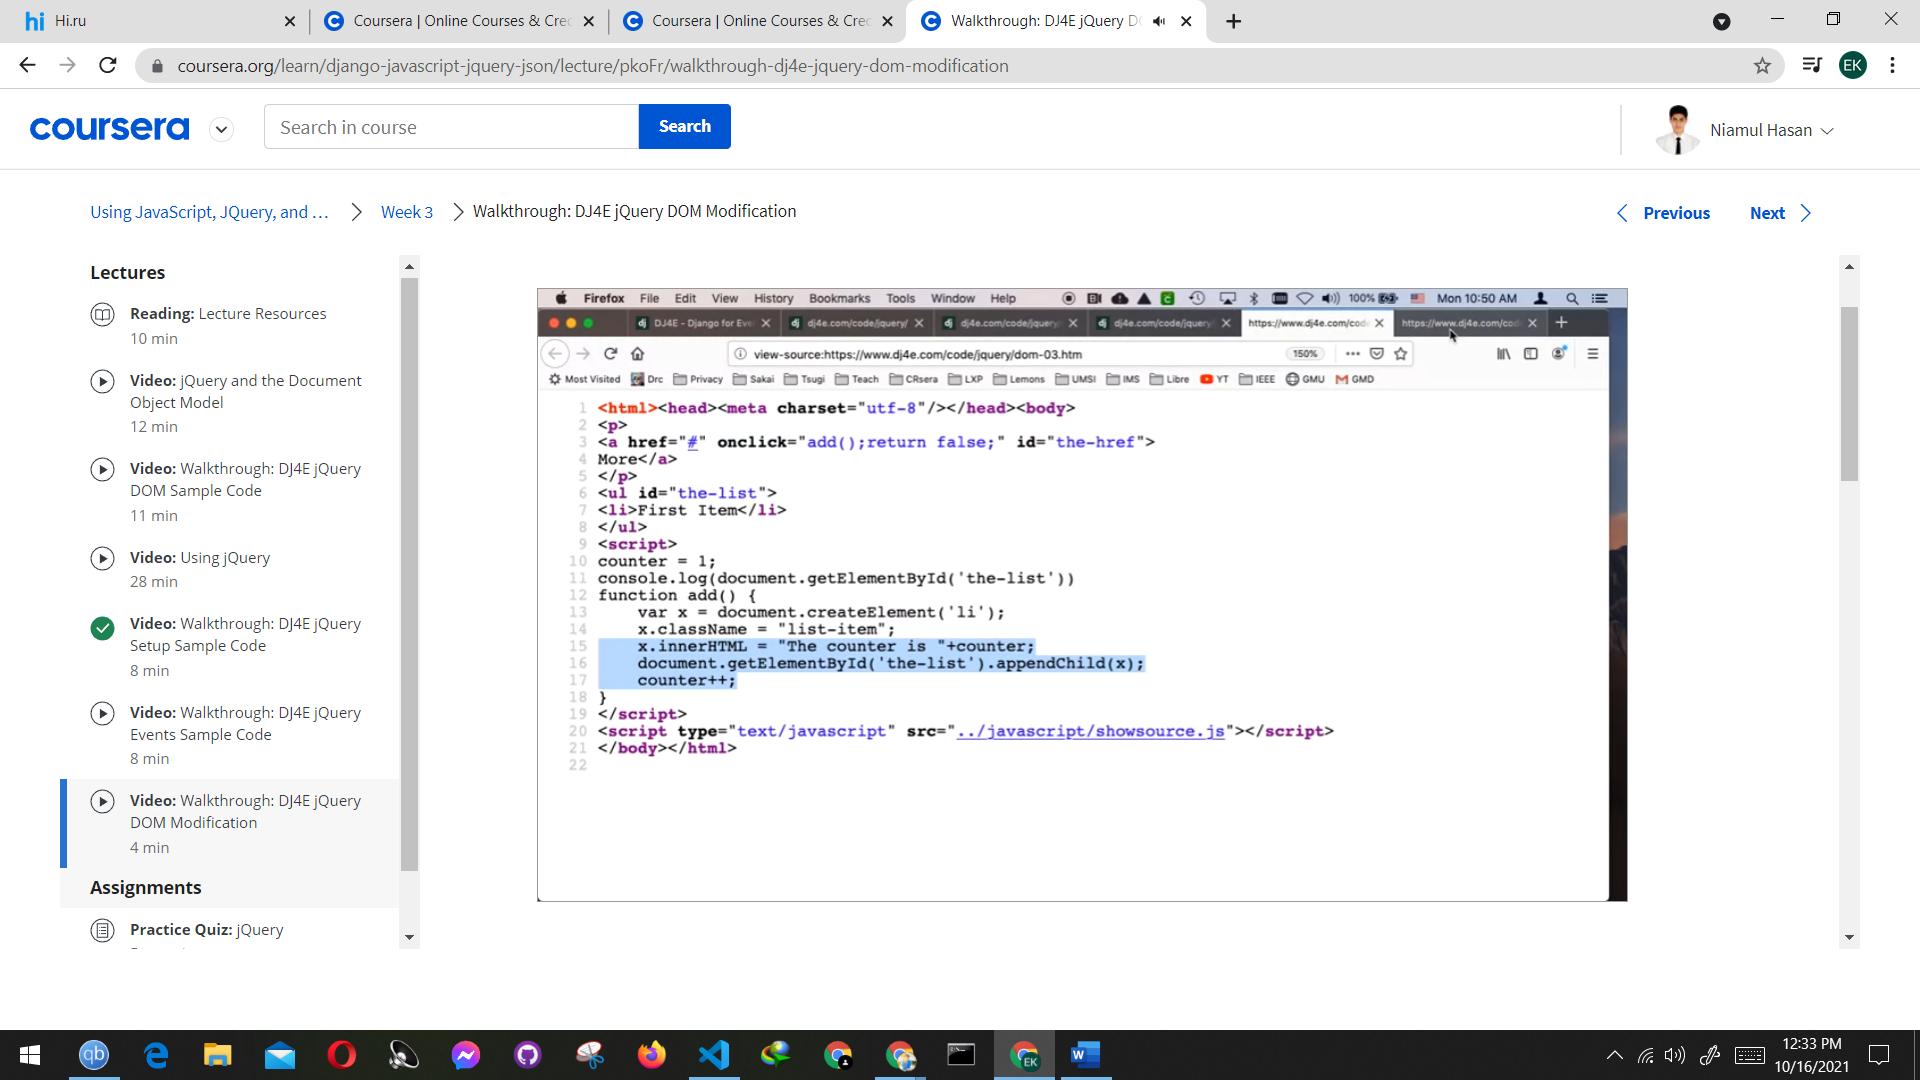 Hi.ru
Coursera | Online Courses & Cred
Coursera | Online Courses & Cred
Walkthrough: DJ4E jQuery DO
coursera.org/learn/django-javascript-jquery-json/lecture/pkoFr/walkthrough-dj4e-jquery-dom-modification
EK
coursera
Search in course
Search
Niamul Hasan
Using JavaScript, JQuery, and ...
Week 3
Walkthrough: DJ4E jQuery DOM Modification
Previous
Next
Lectures
Reading: Lecture Resources
10 min
Video: jQuery and the Document
Object Model
12 min
Video: Walkthrough: DJ4E jQuery
DOM Sample Code
11 min
Video: Using jQuery
28 min
Video: Walkthrough: DJ4E jQuery
Setup Sample Code
8 min
Video: Walkthrough: DJ4E jQuery
Events Sample Code
8 min
Video: Walkthrough: DJ4E jQuery
DOM Modification
4 min
Assignments
Practice Quiz: jQuery
Firefox File Edit View History Bookmarks Tools Window Help 100% Mon 10:50 AM
DJ4E - Django for Eve
dj4e.com/code/jquery/
dj4e.com/code/jquery
dj4e.com/code/jquery
https://www.dj4e.com/code
https://www.dj4e.com/code
view-source:https://www.dj4e.com/code/jquery/dom-03.htm 150%
Most Visited Drc Privacy Sakai Tsugi Teach CRsera LXP Lemons UMSI IMS Libre YT IEEE GMU GMD
1 <html><head><meta charset="utf-8"/></head><body>
2 <p>
3 <a href="#" onclick="add();return false;" id="the-href">
4 More</a>
5 </p>
6 <ul id="the-list">
7 <li>First Item</li>
8 </ul>
9 <script>
10 counter = 1;
11 console.log(document.getElementById('the-list'))
12 function add() {
13 var x = document.createElement('li');
14 x.className = "list-item";
15 x.innerHTML = "The counter is "+counter;
16 document.getElementById('the-list').appendChild(x);
17 counter++;
18 }
19 </script>
20 <script type="text/javascript" src="../javascript/showsource.js"></script>
21 </body></html>
22
12:33 PM
10/16/2021